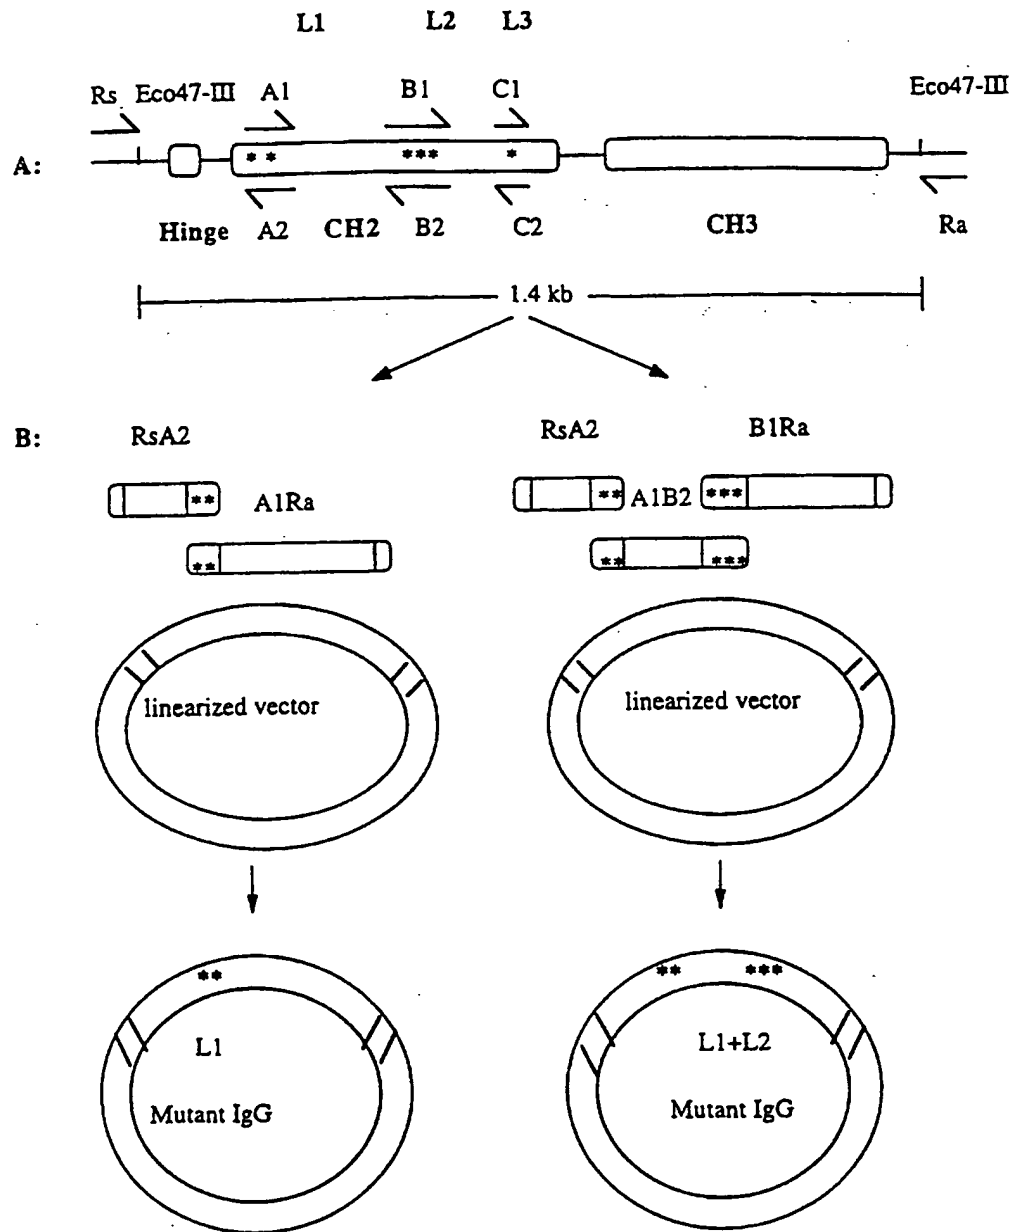 L1 L2 L3
Rs Eco47-III A1 B1 C1 Eco47-III
A: ** *** *
Hinge A2 CH2 B2 C2 CH3 Ra
1.4 kb
B: RsA2 RsA2 B1Ra
** A1Ra ** A1B2 ***
** ** ***
linearized vector linearized vector
** ** ***
L1 L1+L2
Mutant IgG Mutant IgG